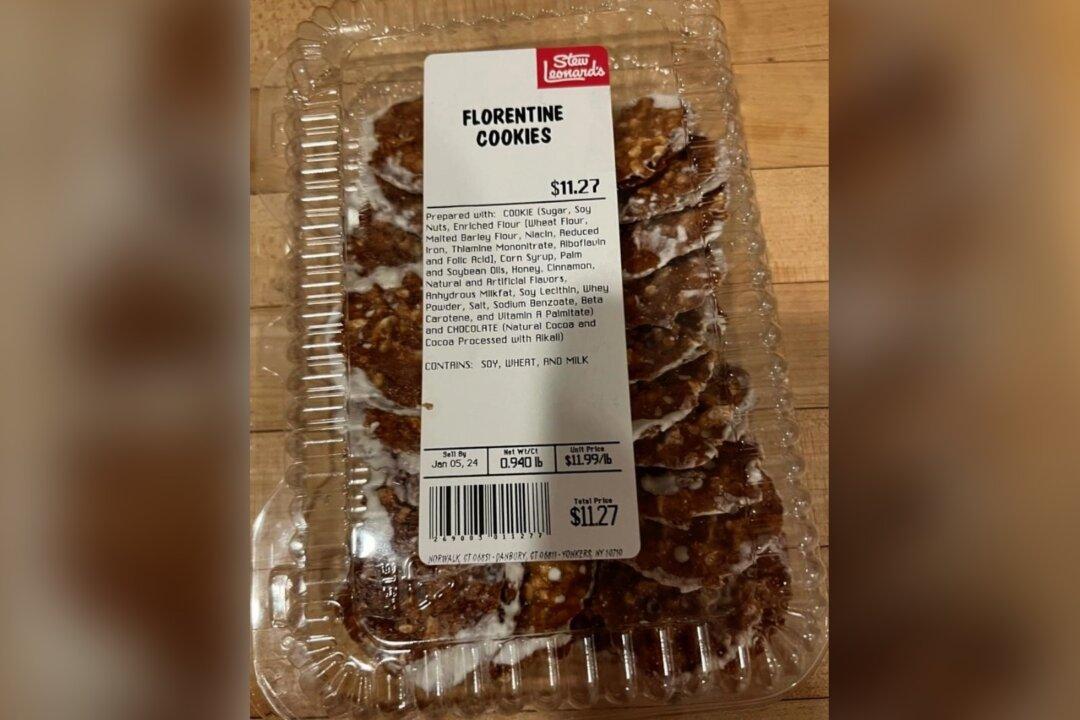 Stew
Leonard's
FLORENTINE
COOKIES
$11.27
Prepared with: COOKIE (Sugar, Soy
Nuts, Enriched Flour [Wheat Flour,
Malted Barley Flour, Niacin, Reduced
Iron, Thiamine Mononitrate, Riboflavin
and Folic Acid], Corn Syrup, Palm
and Soybean Oils, Honey, Cinnamon,
Natural and Artificial Flavors,
Anhydrous Milkfat, Soy Lecithin, Whey
Powder, Salt, Sodium Benzoate, Beta
Carotene, and Vitamin A Palmitate)
and CHOCOLATE (Natural Cocoa and
Cocoa Processed with Alkali)
CONTAINS: SOY, WHEAT, AND MILK
Sell By Net Wt/Ct Unit Price
Jan 05, 24 0.940 lb $11.99/lb
Total Price
$11.27
NORWALK, CT 06851 - DANBURY, CT 06811 - YONKERS, NY 10710